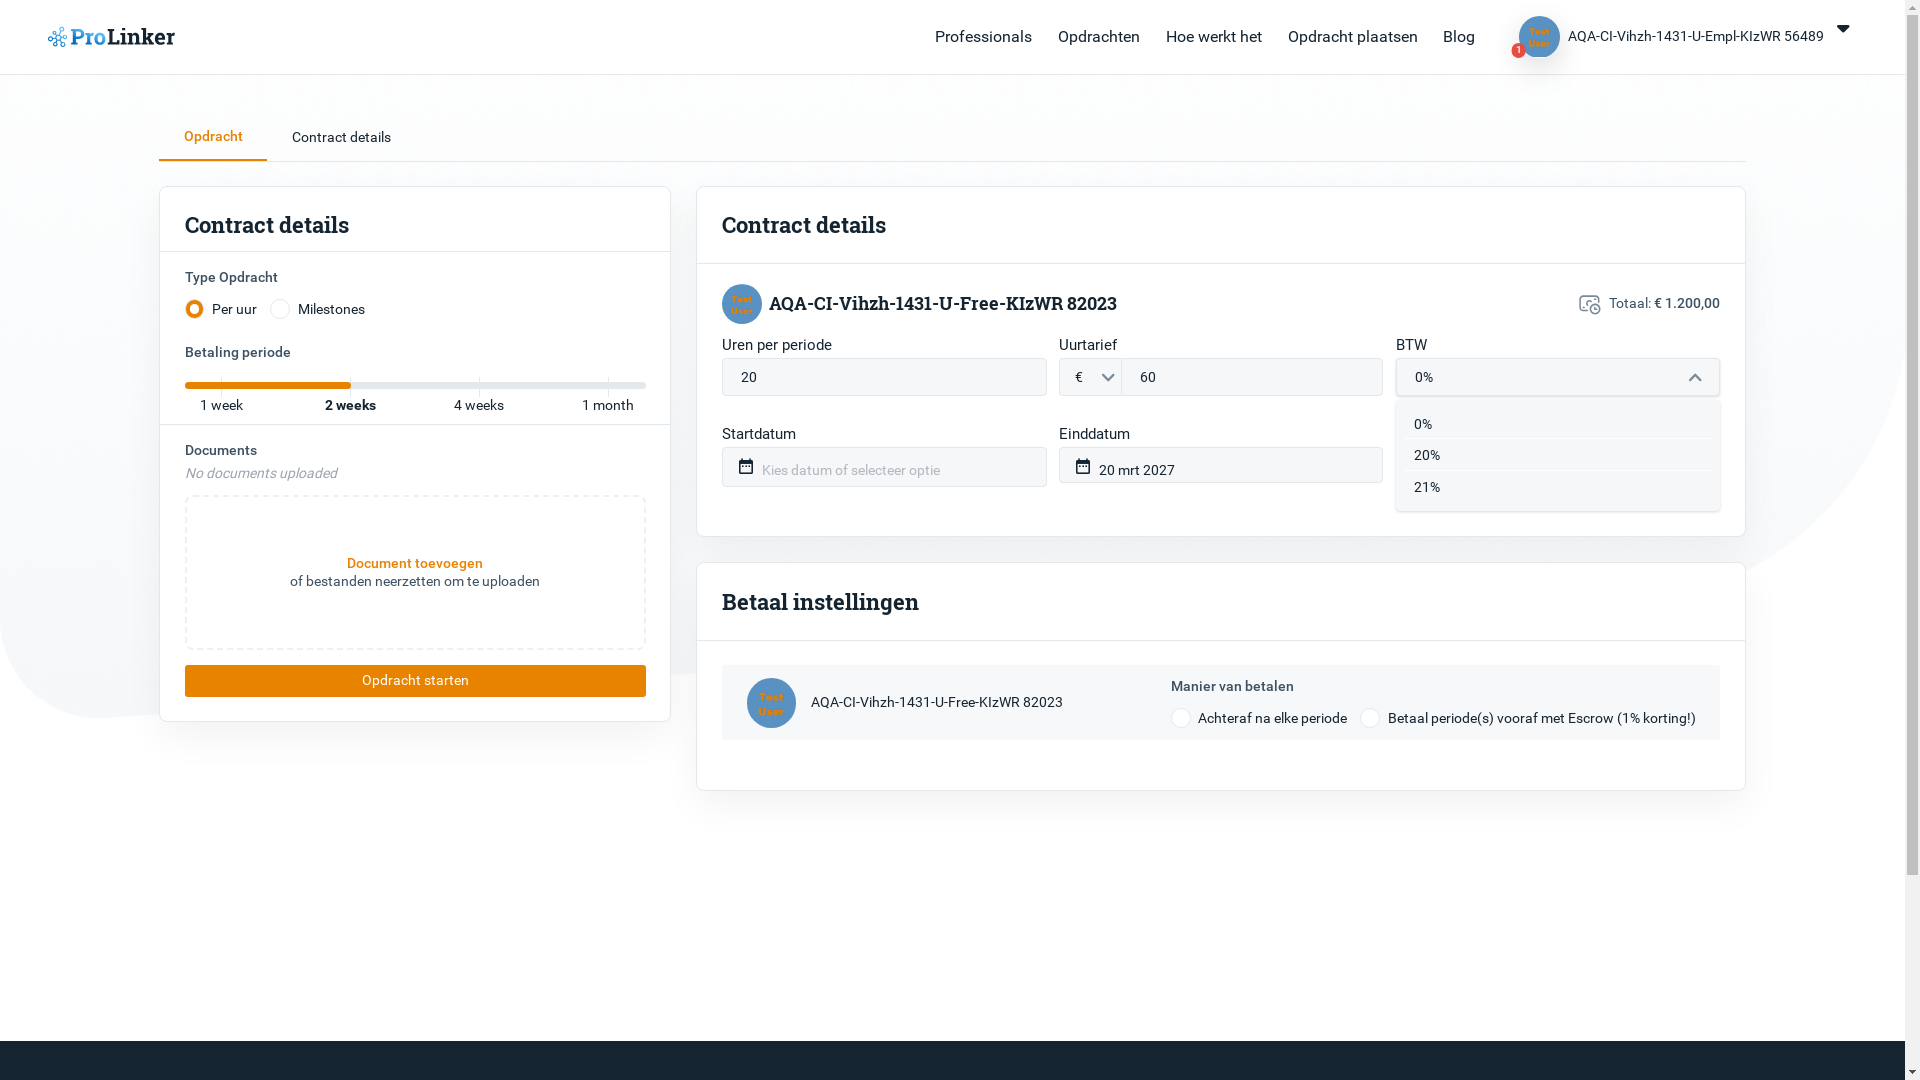 ProLinker
Professionals
Opdrachten
Hoe werkt het
Opdracht plaatsen
Blog
Test
User
1
AQA-CI-Vihzh-1431-U-Empl-KIzWR 56489
Opdracht
Contract details
Contract details
Type Opdracht
Per uur
Milestones
Betaling periode
1 week
2 weeks
4 weeks
1 month
Documents
No documents uploaded
Document toevoegen
of bestanden neerzetten om te uploaden
Opdracht starten
Contract details
Test
User
AQA-CI-Vihzh-1431-U-Free-KIzWR 82023
Totaal: € 1.200,00
Uren per periode
Uurtarief
BTW
20
€
60
0%
0%
20%
21%
Startdatum
Einddatum
Kies datum of selecteer optie
20 mrt 2027
Betaal instellingen
Test
User
AQA-CI-Vihzh-1431-U-Free-KIzWR 82023
Manier van betalen
Achteraf na elke periode
Betaal periode(s) vooraf met Escrow (1% korting!)